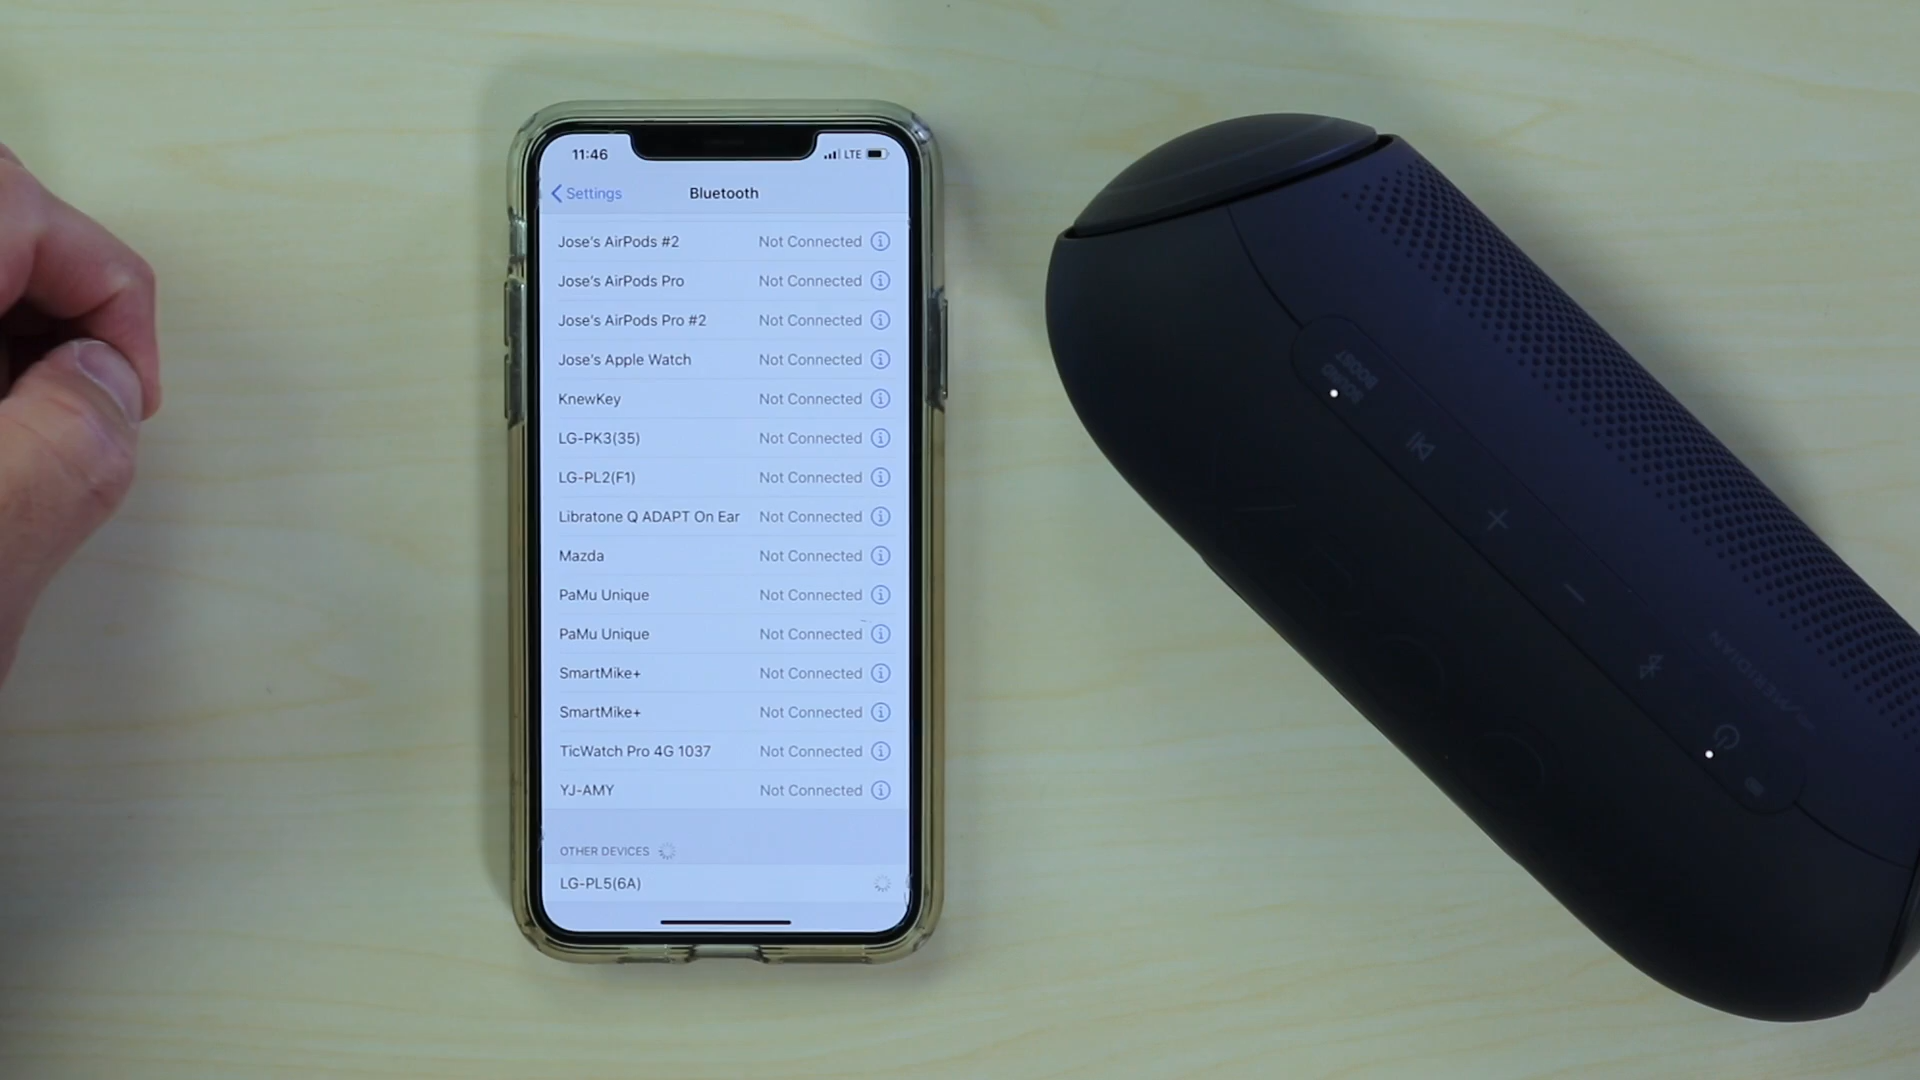 11:46
LTE
Settings
Bluetooth
Jose's AirPods #2 Not Connected
Jose's AirPods Pro Not Connected
Jose's AirPods Pro #2 Not Connected
Jose's Apple Watch Not Connected
KnewKey Not Connected
LG-PK3(35) Not Connected
LG-PL2(F1) Not Connected
Libratone Q ADAPT On Ear Not Connected
Mazda Not Connected
PaMu Unique Not Connected
PaMu Unique Not Connected
SmartMike+ Not Connected
SmartMike+ Not Connected
TicWatch Pro 4G 1037 Not Connected
YJ-AMY Not Connected
OTHER DEVICES
LG-PL5(6A)
SOUND
BOOST
MERIDIAN